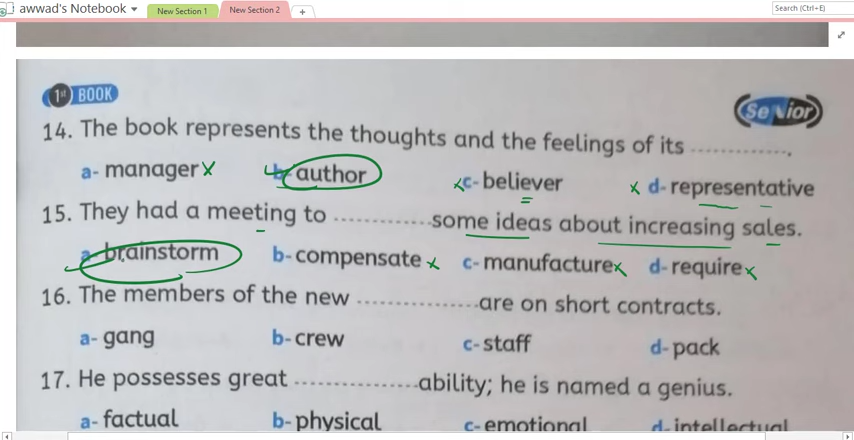 awwad's Notebook
New Section 1
New Section 2
+
Search (Ctrl+E)
1st BOOK
Senior
14. The book represents the thoughts and the feelings of its ..............
a- manager x
b- author
x c- believer
x d- representative
15. They had a meeting to ..............some ideas about increasing sales.
a- brainstorm
b- compensate x
c- manufacture x
d- require x
16. The members of the new ..................are on short contracts.
a- gang
b- crew
c- staff
d- pack
17. He possesses great ..................ability; he is named a genius.
a- factual
b- physical
c- emotional
d- intellectual